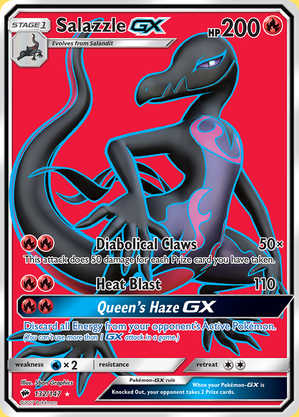 STAGE 1 Salazzle GX HP 200
Evolves from Salandit
Diabolical Claws 50×
This attack does 50 damage for each Prize card you have taken.
Heat Blast 110
Queen's Haze GX
Discard all Energy from your opponent's Active Pokémon.
(You can't use more than 1 GX attack in a game.)
weakness ×2 resistance retreat
Pokémon-GX rule When your Pokémon-GX is
Knocked Out, your opponent takes 2 Prize cards.
132/147